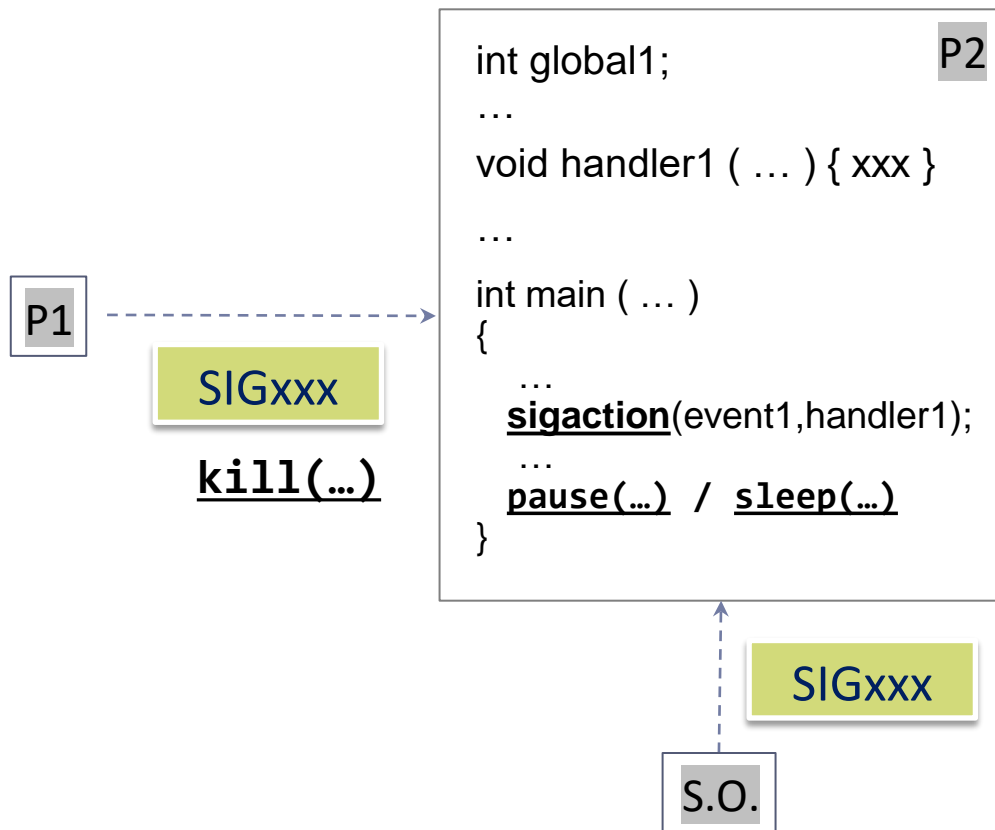 P2
int global1;
…
void handler1 ( … ) { xxx }
…
P1
int main ( … )
{
…
sigaction(event1,handler1);
…
pause(…) / sleep(…)
}
SIGxxx
kill(…)
SIGxxx
S.O.